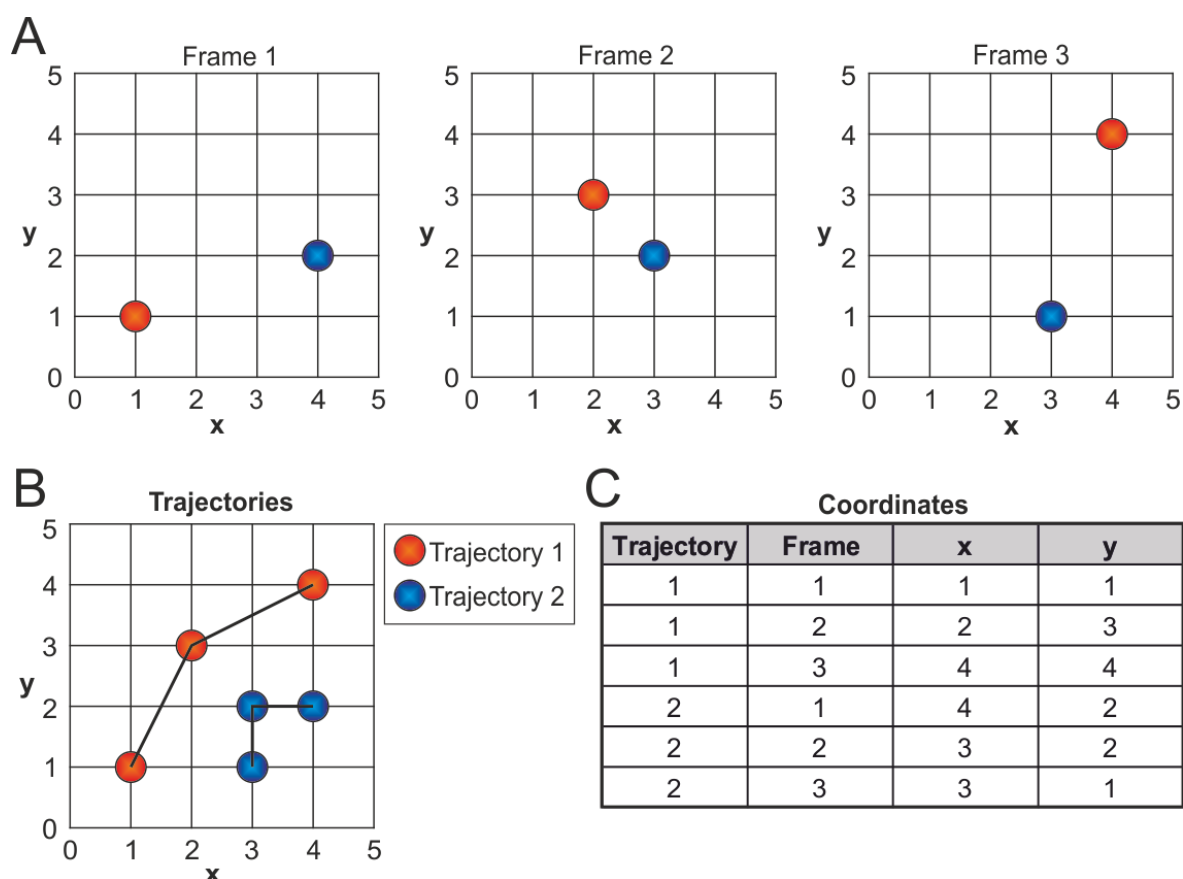 A
Frame 1
Frame 2
Frame 3
5
4
3
2
1
0
y
0 1 2 3 4 5
x
5
4
3
2
1
0
y
0 1 2 3 4 5
x
5
4
3
2
1
0
y
0 1 2 3 4 5
x
B
Trajectories
5
4
3
2
1
0
y
0 1 2 3 4 5
x
Trajectory 1
Trajectory 2
C
Coordinates
Trajectory Frame x y
1 1 1 1
1 2 2 3
1 3 4 4
2 1 4 2
2 2 3 2
2 3 3 1